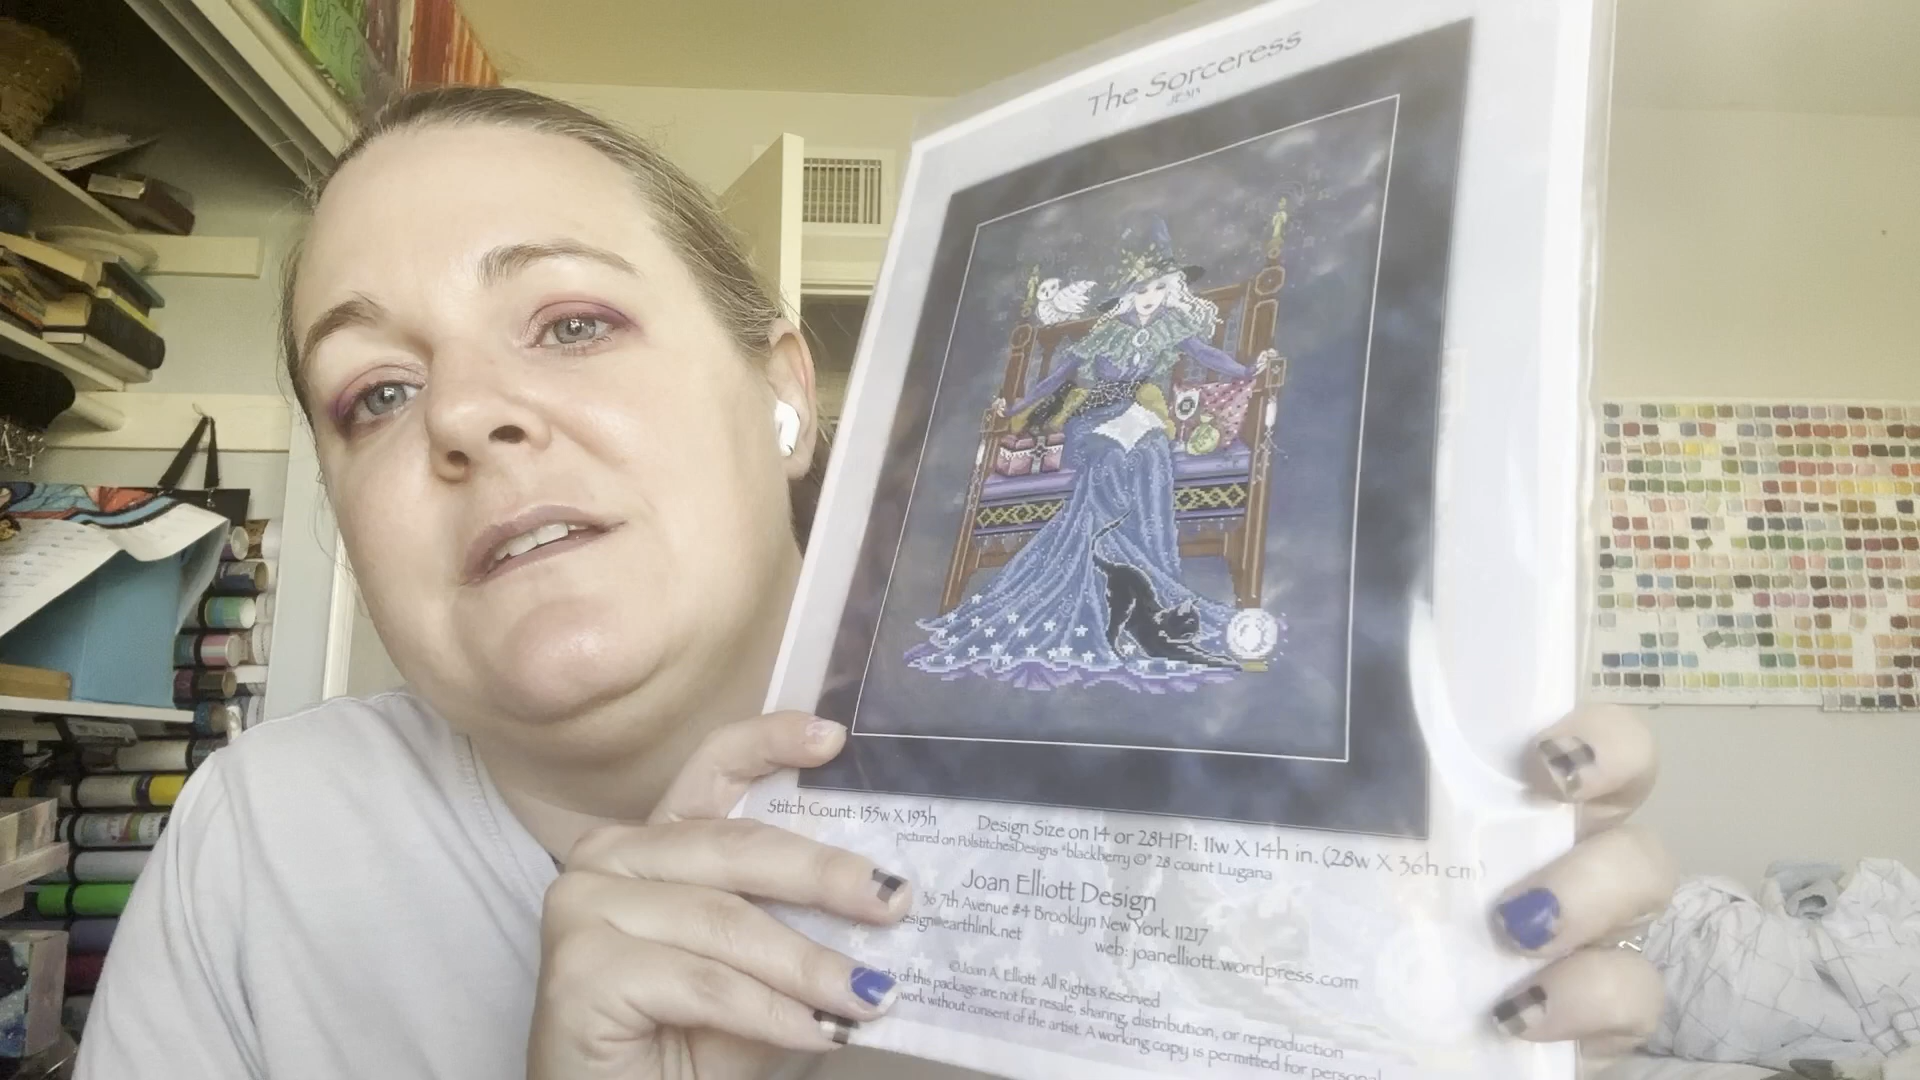 The Sorceress
Stitch Count: 155w X 193h
Design Size on 14 or 28HPI: 11w X 14h in. (28w X 36h cm)
pictured on PolstitchesDesigns "blackberry ©" 28 count Lugana
Joan Elliott Design
36 7th Avenue #4 Brooklyn New York 11217
esign@earthlink.net
web: joanelliott.wordpress.com
©Joan A. Elliott All Rights Reserved
of this package are not for resale, sharing, distribution, or reproduction
work without consent of the artist. A working copy is permitted for personal